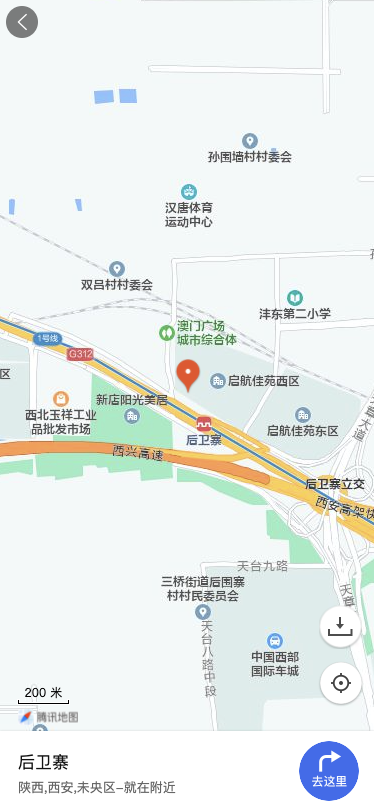 孙围墙村村委会
汉唐体育
运动中心
双吕村村委会
沣东第二小学
澳门广场
城市综合体
1号线
G312
区
启航佳苑西区
新店阳光美居
西北玉祥工业
品批发市场
启航佳苑东区
后卫寨
西兴高速
后卫寨立交
西安高架快
天台九路
三桥街道后围寨
村村民委员会
天章大道
天章
天台八路中段
中国西部
国际车城
200 米
腾讯地图
后卫寨
陕西,西安,未央区-就在附近
去这里